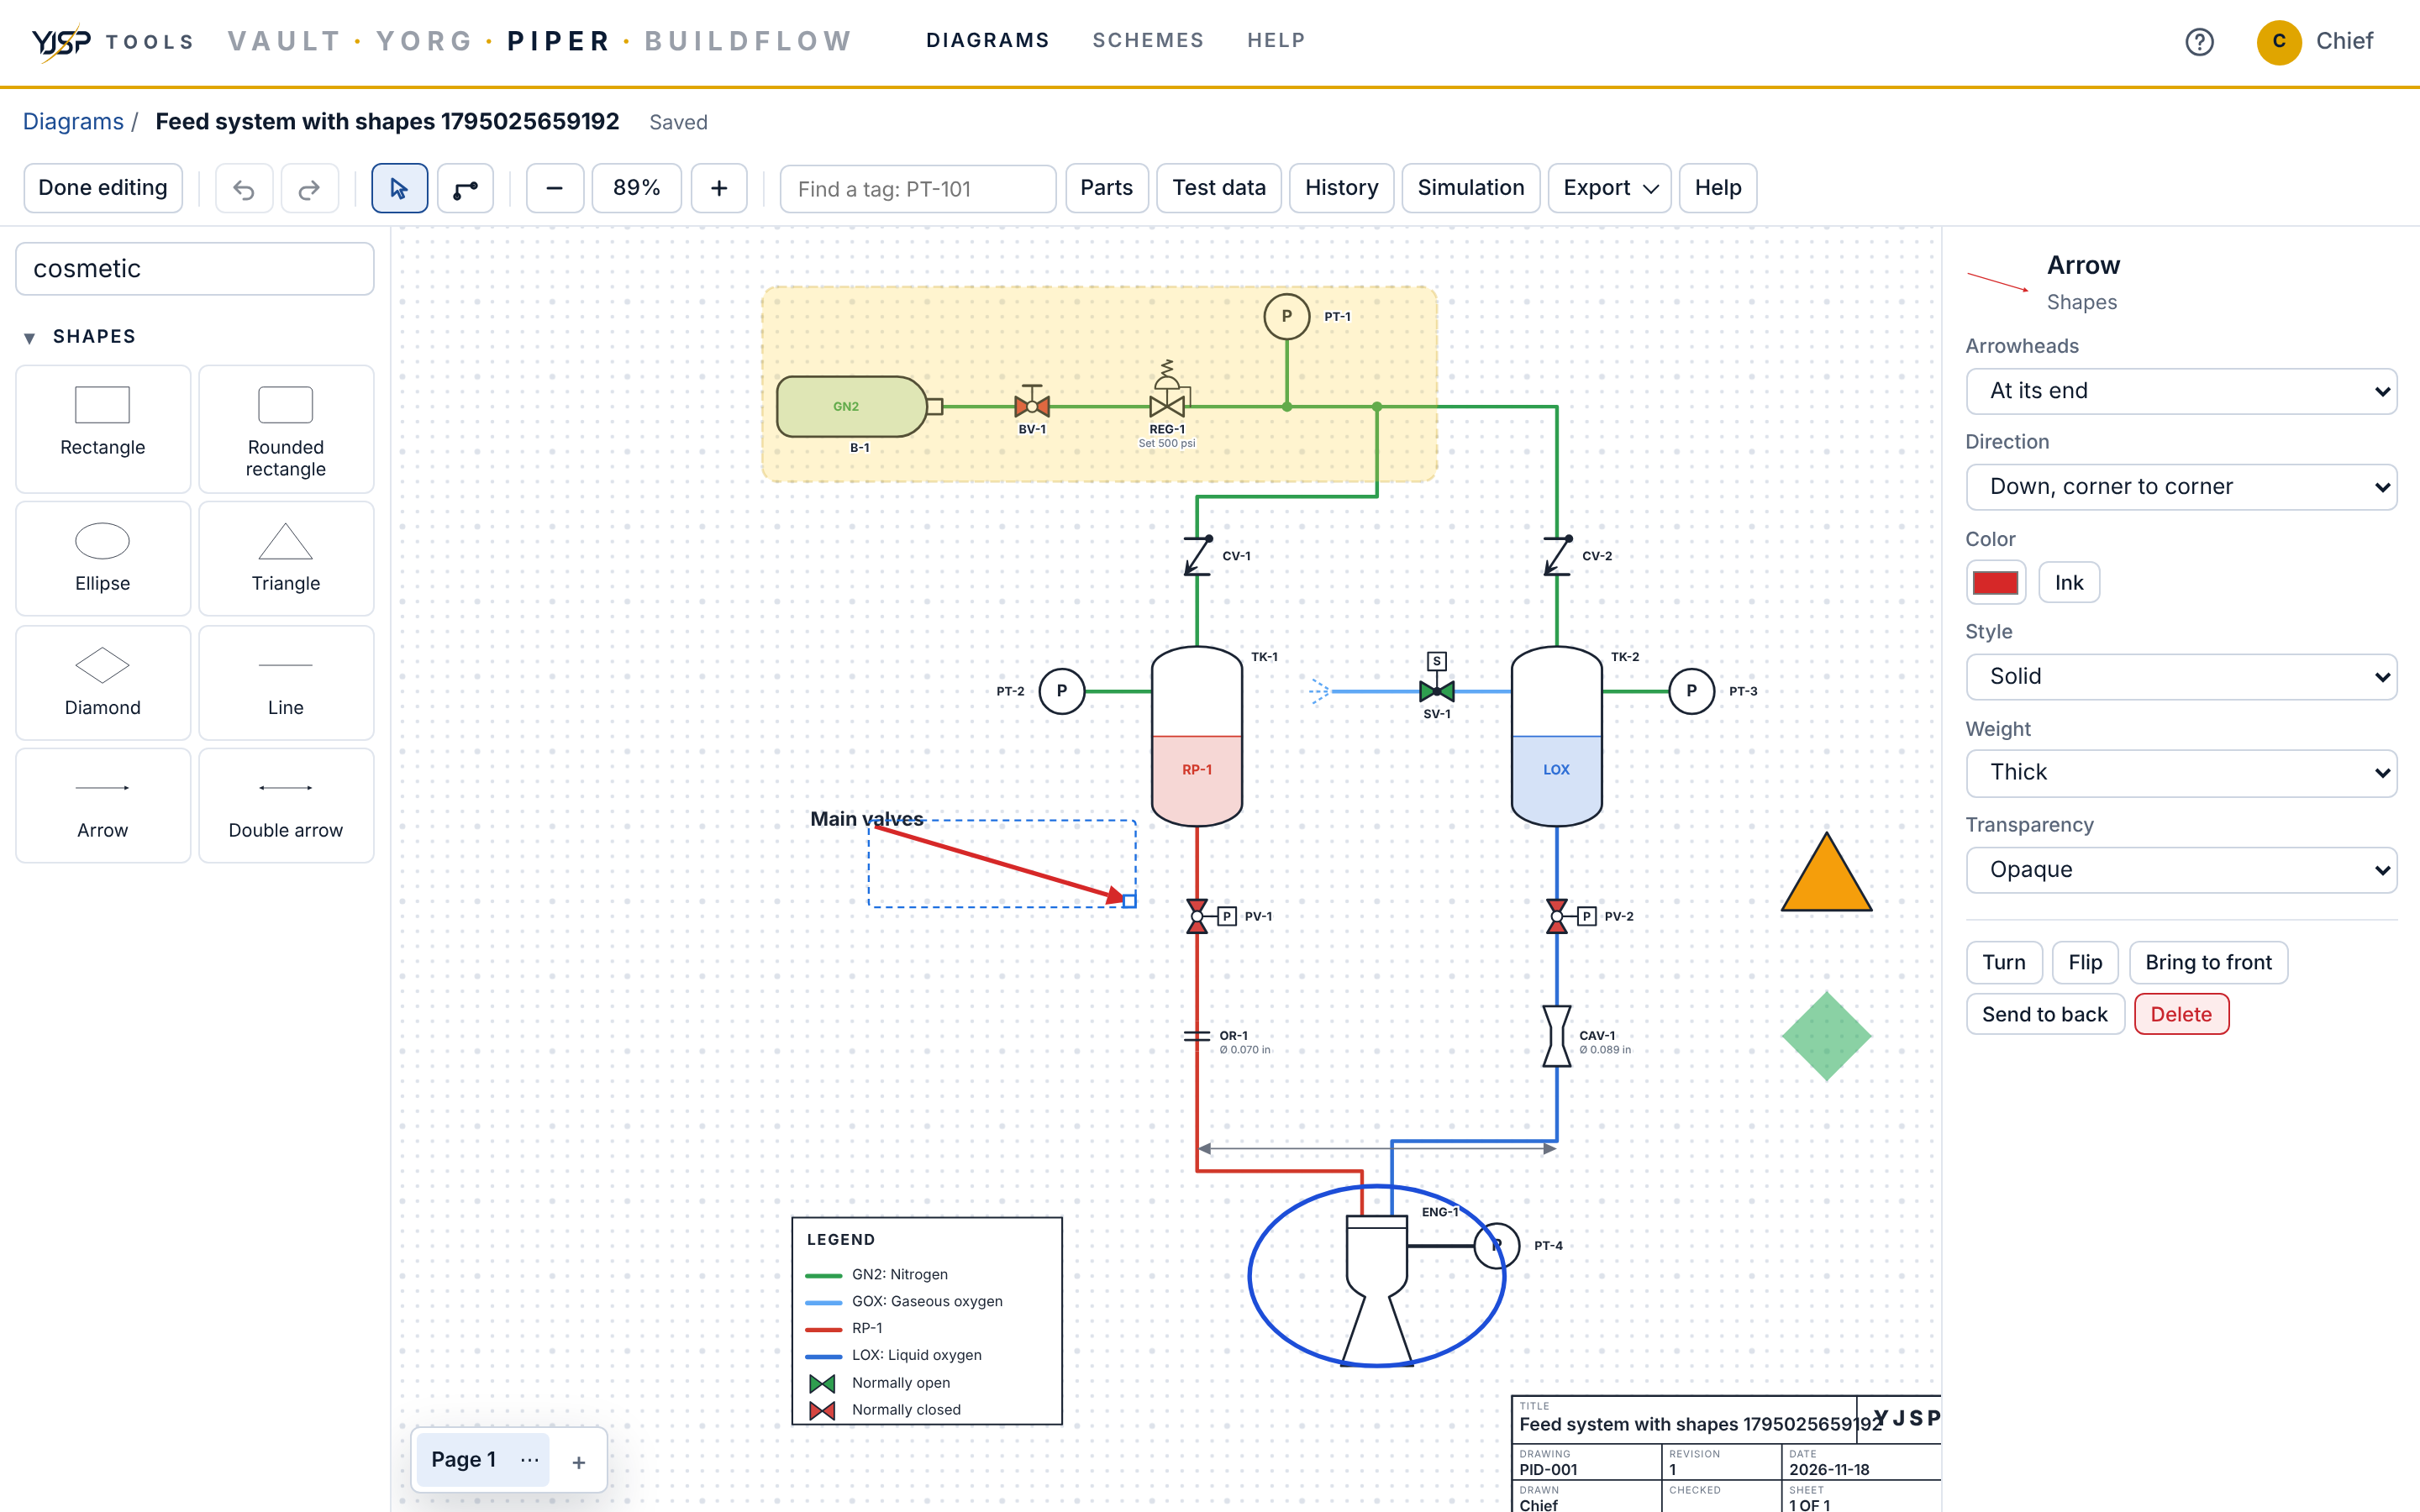 YJSP TOOLS VAULT · YORG · PIPER · BUILDFLOW DIAGRAMS SCHEMES HELP ? C Chief
Diagrams / Feed system with shapes 1795025659192 Saved
Done editing − 89% + Find a tag: PT-101 Parts Test data History Simulation Export Help
cosmetic
SHAPES
Rectangle
Rounded rectangle
Ellipse
Triangle
Diamond
Line
Arrow
Double arrow
P PT-1
GN2
B-1
BV-1
REG-1
Set 500 psi
CV-1
CV-2
TK-1
TK-2
PT-2 P
S
SV-1
P PT-3
RP-1
LOX
Main valves
P PV-1
P PV-2
OR-1
Ø 0.070 in
CAV-1
Ø 0.089 in
ENG-1
P PT-4
LEGEND
GN2: Nitrogen
GOX: Gaseous oxygen
RP-1
LOX: Liquid oxygen
Normally open
Normally closed
Page 1 ··· +
TITLE
Feed system with shapes 1795025659192
YJSP
DRAWING REVISION DATE
PID-001 1 2026-11-18
DRAWN CHECKED SHEET
Chief 1 OF 1
Arrow
Shapes
Arrowheads
At its end
Direction
Down, corner to corner
Color
Ink
Style
Solid
Weight
Thick
Transparency
Opaque
Turn Flip Bring to front
Send to back Delete